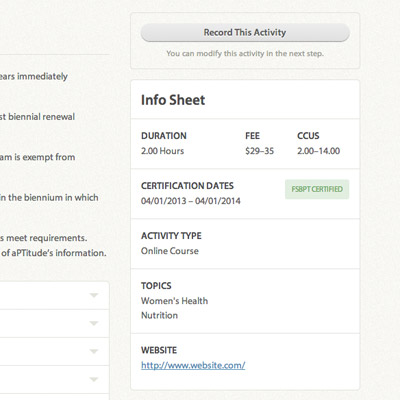 Record This Activity
You can modify this activity in the next step.
ears immediately
st biennial renewal
am is exempt from
in the biennium in which
s meet requirements.
of aPTitude's information.
Info Sheet
DURATION FEE CCUS
2.00 Hours $29–35 2.00–14.00
CERTIFICATION DATES
04/01/2013 – 04/01/2014
FSBPT CERTIFIED
ACTIVITY TYPE
Online Course
TOPICS
Women's Health
Nutrition
WEBSITE
http://www.website.com/